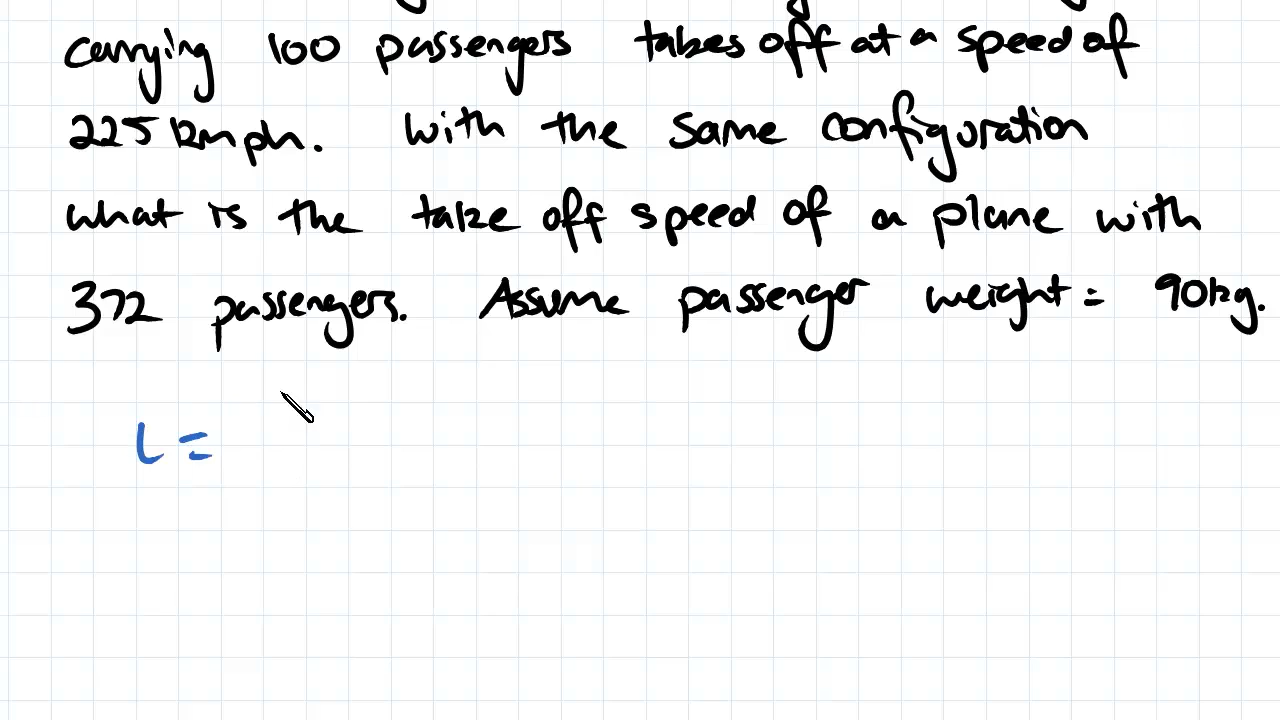 carrying 100 passengers takes off at a speed of
225 kmph. With the same configuration
what is the take off speed of a plane with
372 passengers. Assume passenger weight = 90kg.
L =